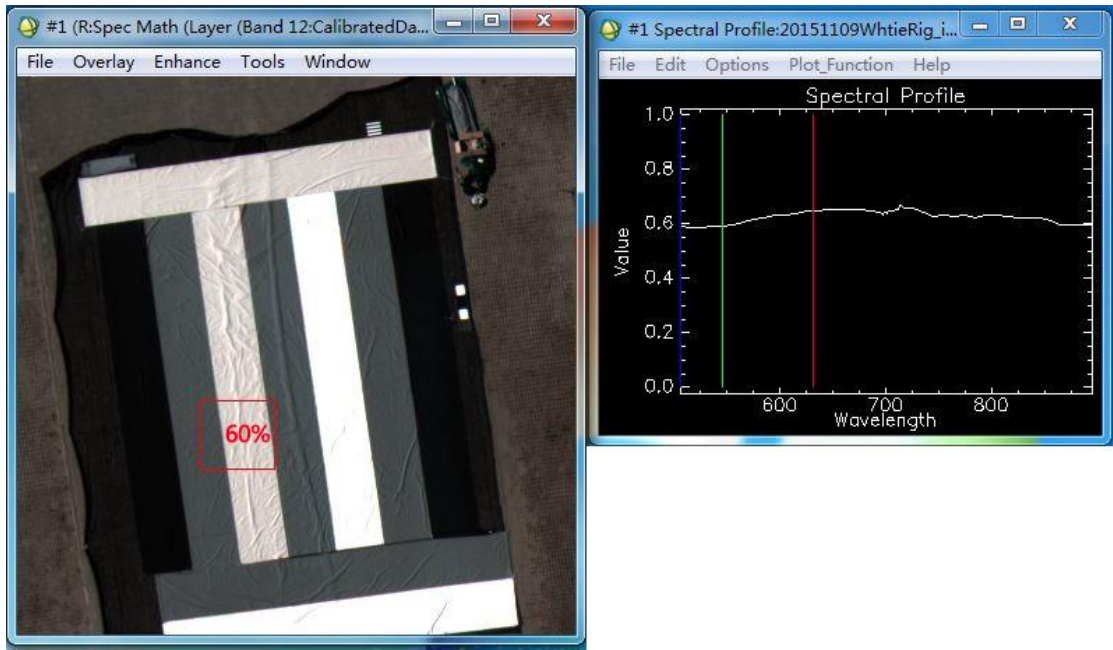 #1 (R:Spec Math (Layer (Band 12:CalibratedDa...
File Overlay Enhance Tools Window
60%
#1 Spectral Profile:20151109WhtieRig_i...
File Edit Options Plot_Function Help
Spectral Profile
1.0
0.8
0.6
0.4
0.2
0.0
Value
600 700 800
Wavelength